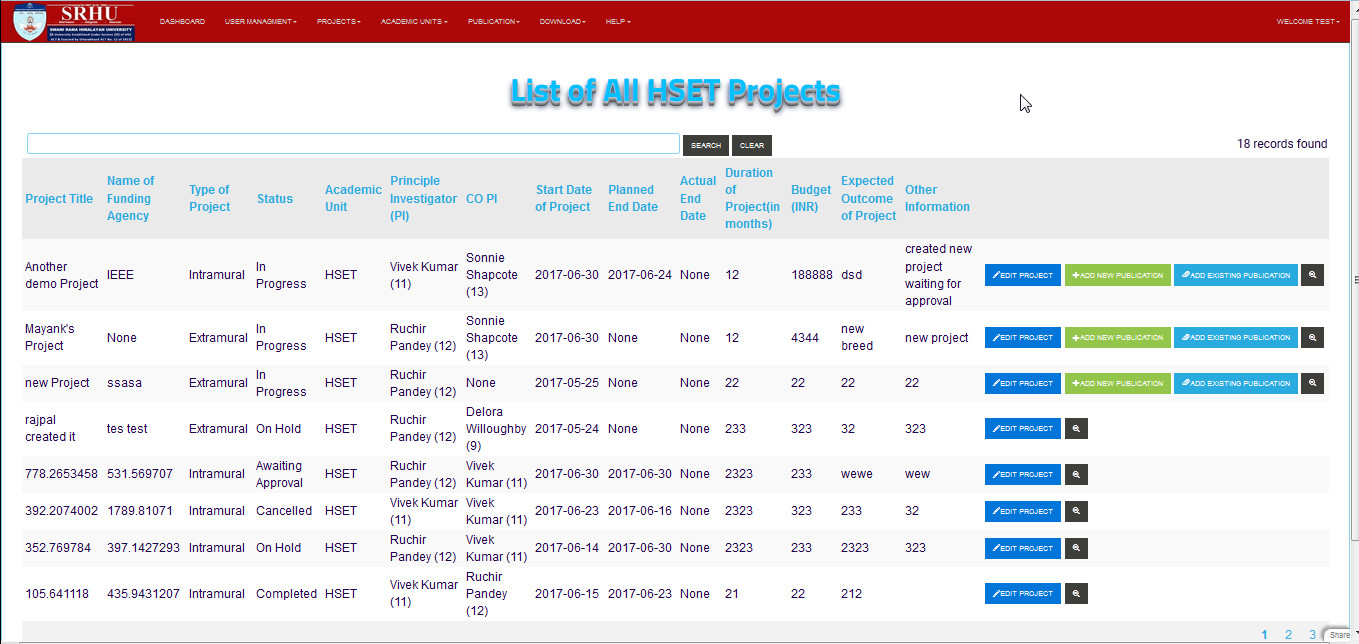 SRHU
SWAMI RAMA HIMALAYAN UNIVERSITY
DASHBOARD
USER MANAGMENT
PROJECTS
ACADEMIC UNITS
PUBLICATION
DOWNLOAD
HELP
WELCOME TEST
List of All HSET Projects
SEARCH CLEAR 18 records found
Project Title Name of Funding Agency Type of Project Status Academic Unit Principle Investigator (PI) CO PI Start Date of Project Planned End Date Actual End Date Duration of Project(in months) Budget (INR) Expected Outcome of Project Other Information
Another demo Project IEEE Intramural In Progress HSET Vivek Kumar (11) Sonnie Shapcote (13) 2017-06-30 2017-06-24 None 12 188888 dsd created new project waiting for approval EDIT PROJECT +ADD NEW PUBLICATION ADD EXISTING PUBLICATION
Mayank's Project None Extramural In Progress HSET Ruchir Pandey (12) Sonnie Shapcote (13) 2017-06-30 None None 12 4344 new breed new project EDIT PROJECT +ADD NEW PUBLICATION ADD EXISTING PUBLICATION
new Project ssasa Extramural In Progress HSET Ruchir Pandey (12) None 2017-05-25 None None 22 22 22 22 EDIT PROJECT +ADD NEW PUBLICATION ADD EXISTING PUBLICATION
rajpal created it tes test Extramural On Hold HSET Ruchir Pandey (12) Delora Willoughby (9) 2017-05-24 None None 233 323 32 323 EDIT PROJECT
778.2653458 531.569707 Intramural Awaiting Approval HSET Ruchir Pandey (12) Vivek Kumar (11) 2017-06-30 2017-06-30 None 2323 233 wewe wew EDIT PROJECT
392.2074002 1789.81071 Intramural Cancelled HSET Vivek Kumar (11) Vivek Kumar (11) 2017-06-23 2017-06-16 None 2323 323 233 32 EDIT PROJECT
352.769784 397.1427293 Intramural On Hold HSET Ruchir Pandey (12) Vivek Kumar (11) 2017-06-14 2017-06-30 None 2323 233 2323 323 EDIT PROJECT
105.641118 435.9431207 Intramural Completed HSET Vivek Kumar (11) Ruchir Pandey (12) 2017-06-15 2017-06-23 None 21 22 212 EDIT PROJECT
1 2 3 Share